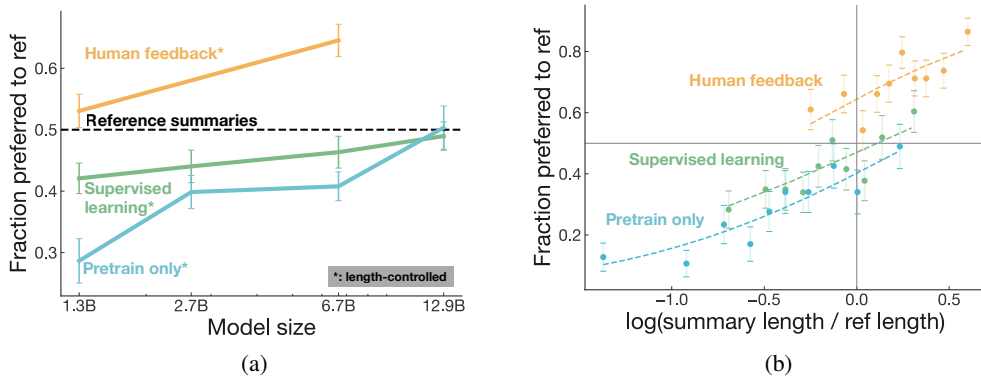 Fraction preferred to ref
0.6
0.5
0.4
0.3
Human feedback*
Reference summaries
Supervised
learning*
Pretrain only*
*: length-controlled
1.3B 2.7B 6.7B 12.9B
Model size
(a)
Fraction preferred to ref
0.8
0.6
0.4
0.2
Human feedback
Supervised learning
Pretrain only
−1.0 −0.5 0.0 0.5
log(summary length / ref length)
(b)